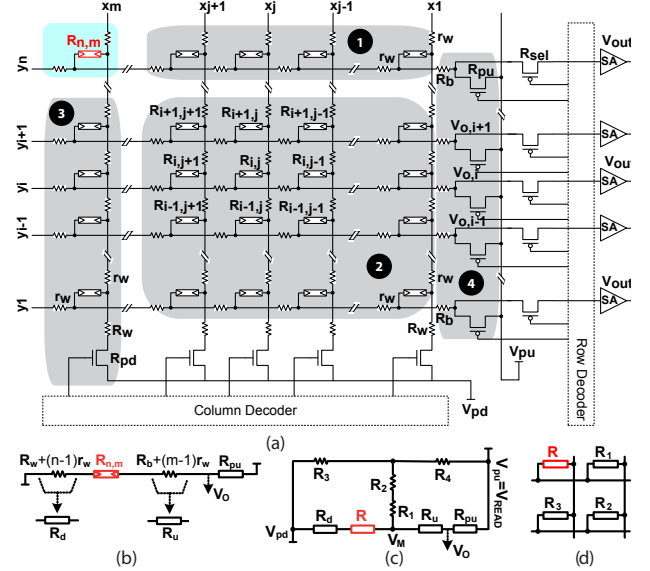 xm xj+1 xj xj-1 x1
Rn,m 1 rw Rsel Vout
yn rw Rb Rpu SA
3 Ri+1,j+1 Ri+1,j Ri+1,j-1 Vo,i+1
yi+1 SA
Ri,j+1 Ri,j Ri,j-1 Vout
yi Vo,i SA
Ri-1,j+1 Ri-1,j Ri-1,j-1 Vo,i-1
yi-1 SA
2 4
rw rw Vout
y1 rw rw Rb SA
Rw Rw
Rpd Vpu
Column Decoder Vpd Row Decoder
(a)
Rw+(n-1)rw Rn,m Rb+(m-1)rw Rpu
VO
Rd Ru
(b)
R3 R4
R2
R1
Vpu=VREAD
Vpd Rd R Ru Rpu
VM VO
(c)
R R1
R3 R2
(d)